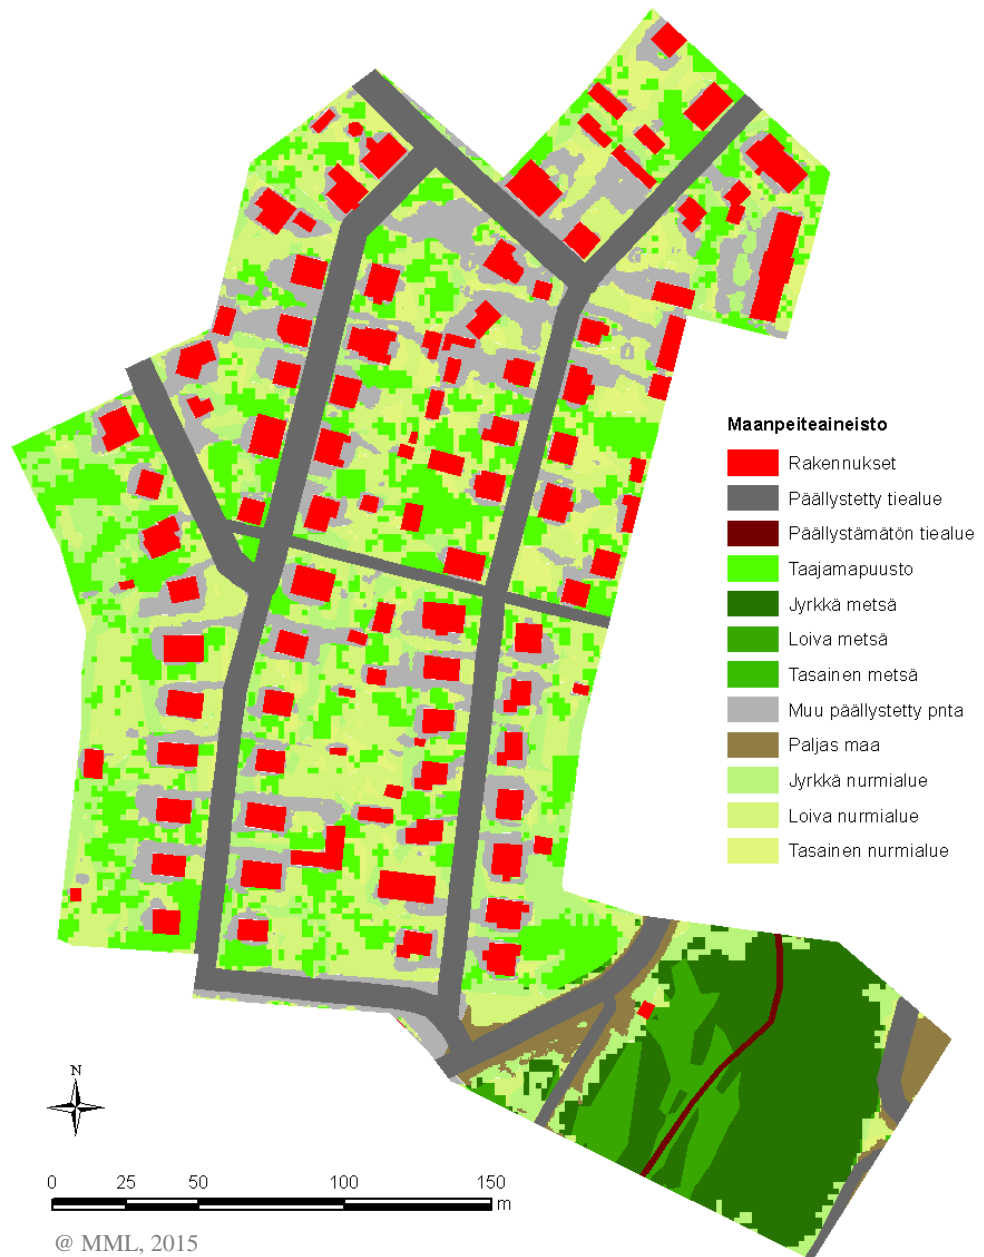 Maanpeiteaineisto
Rakennukset
Päällystetty tiealue
Päällystämätön tiealue
Taajamapuusto
Jyrkkä metsä
Loiva metsä
Tasainen metsä
Muu päällystetty pnta
Paljas maa
Jyrkkä nurmialue
Loiva nurmialue
Tasainen nurmialue
N
0 25 50 100 150
m
@ MML, 2015